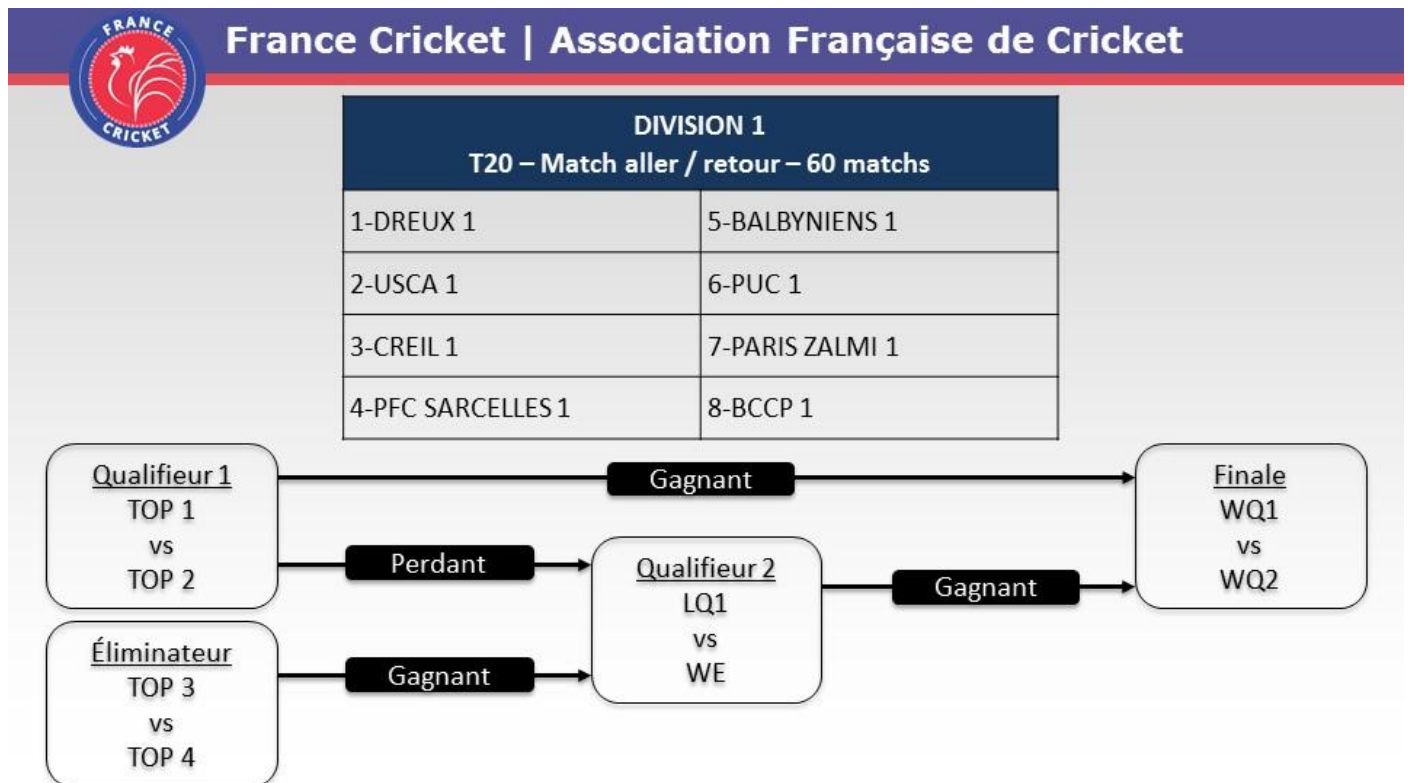 FRANCE
CRICKET
France Cricket | Association Française de Cricket
DIVISION 1
T20 – Match aller / retour – 60 matchs
1-DREUX 1
5-BALBYNIENS 1
2-USCA 1
6-PUC 1
3-CREIL 1
7-PARIS ZALMI 1
4-PFC SARCELLES 1
8-BCCP 1
Qualifieur 1
TOP 1
vs
TOP 2
Gagnant
Perdant
Éliminateur
TOP 3
vs
TOP 4
Gagnant
Qualifieur 2
LQ1
vs
WE
Gagnant
Finale
WQ1
vs
WQ2